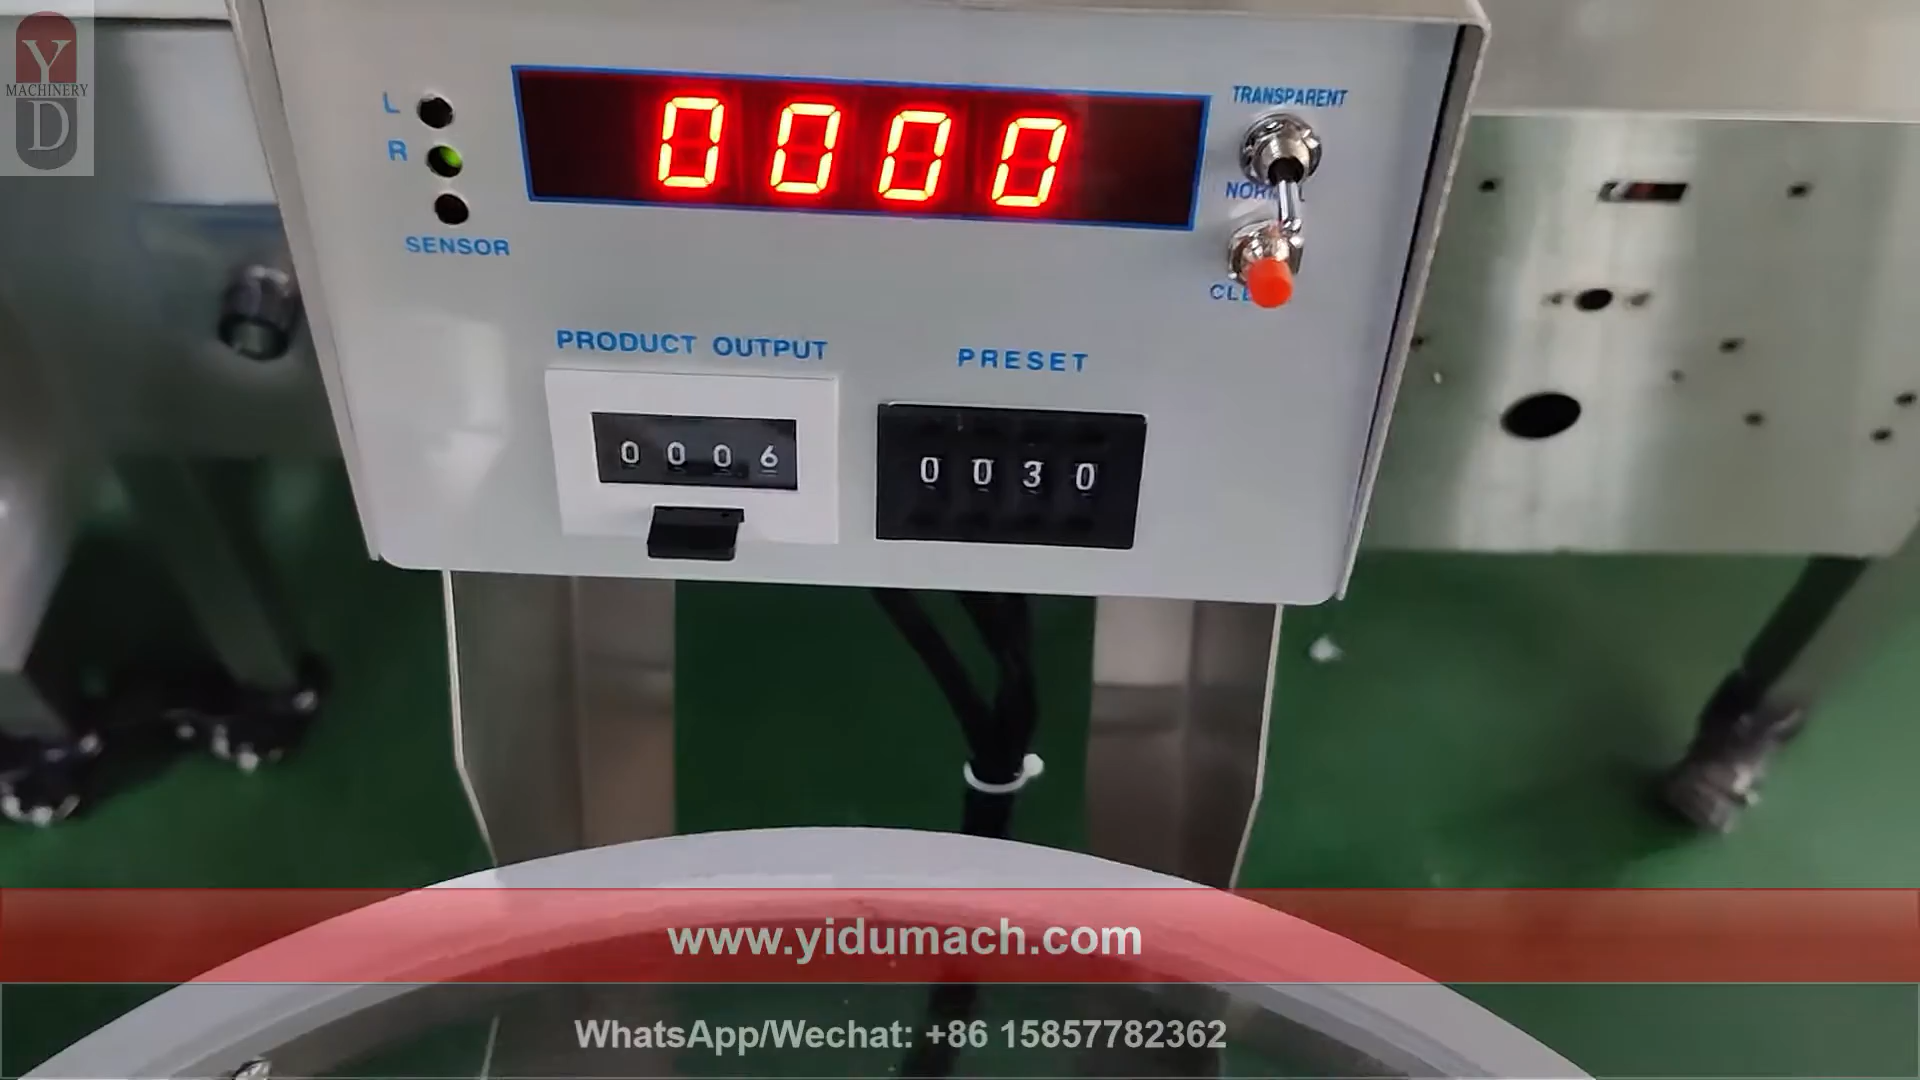 Y
MACHINERY
D
L
R
SENSOR
0000
TRANSPARENT
PRODUCT OUTPUT
0006
PRESET
0030
www.yidumach.com
WhatsApp/Wechat: +86 15857782362